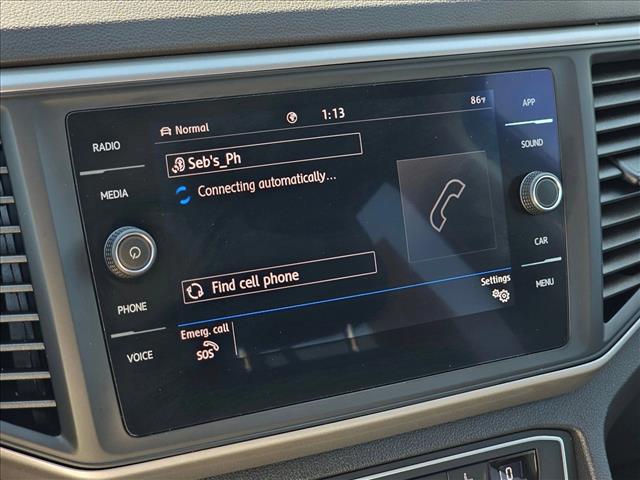 RADIO
MEDIA
PHONE
VOICE
Normal
1:13
86°F
Seb's_Ph
Connecting automatically...
Find cell phone
Settings
Emerg. call
SOS
APP
SOUND
CAR
MENU
0